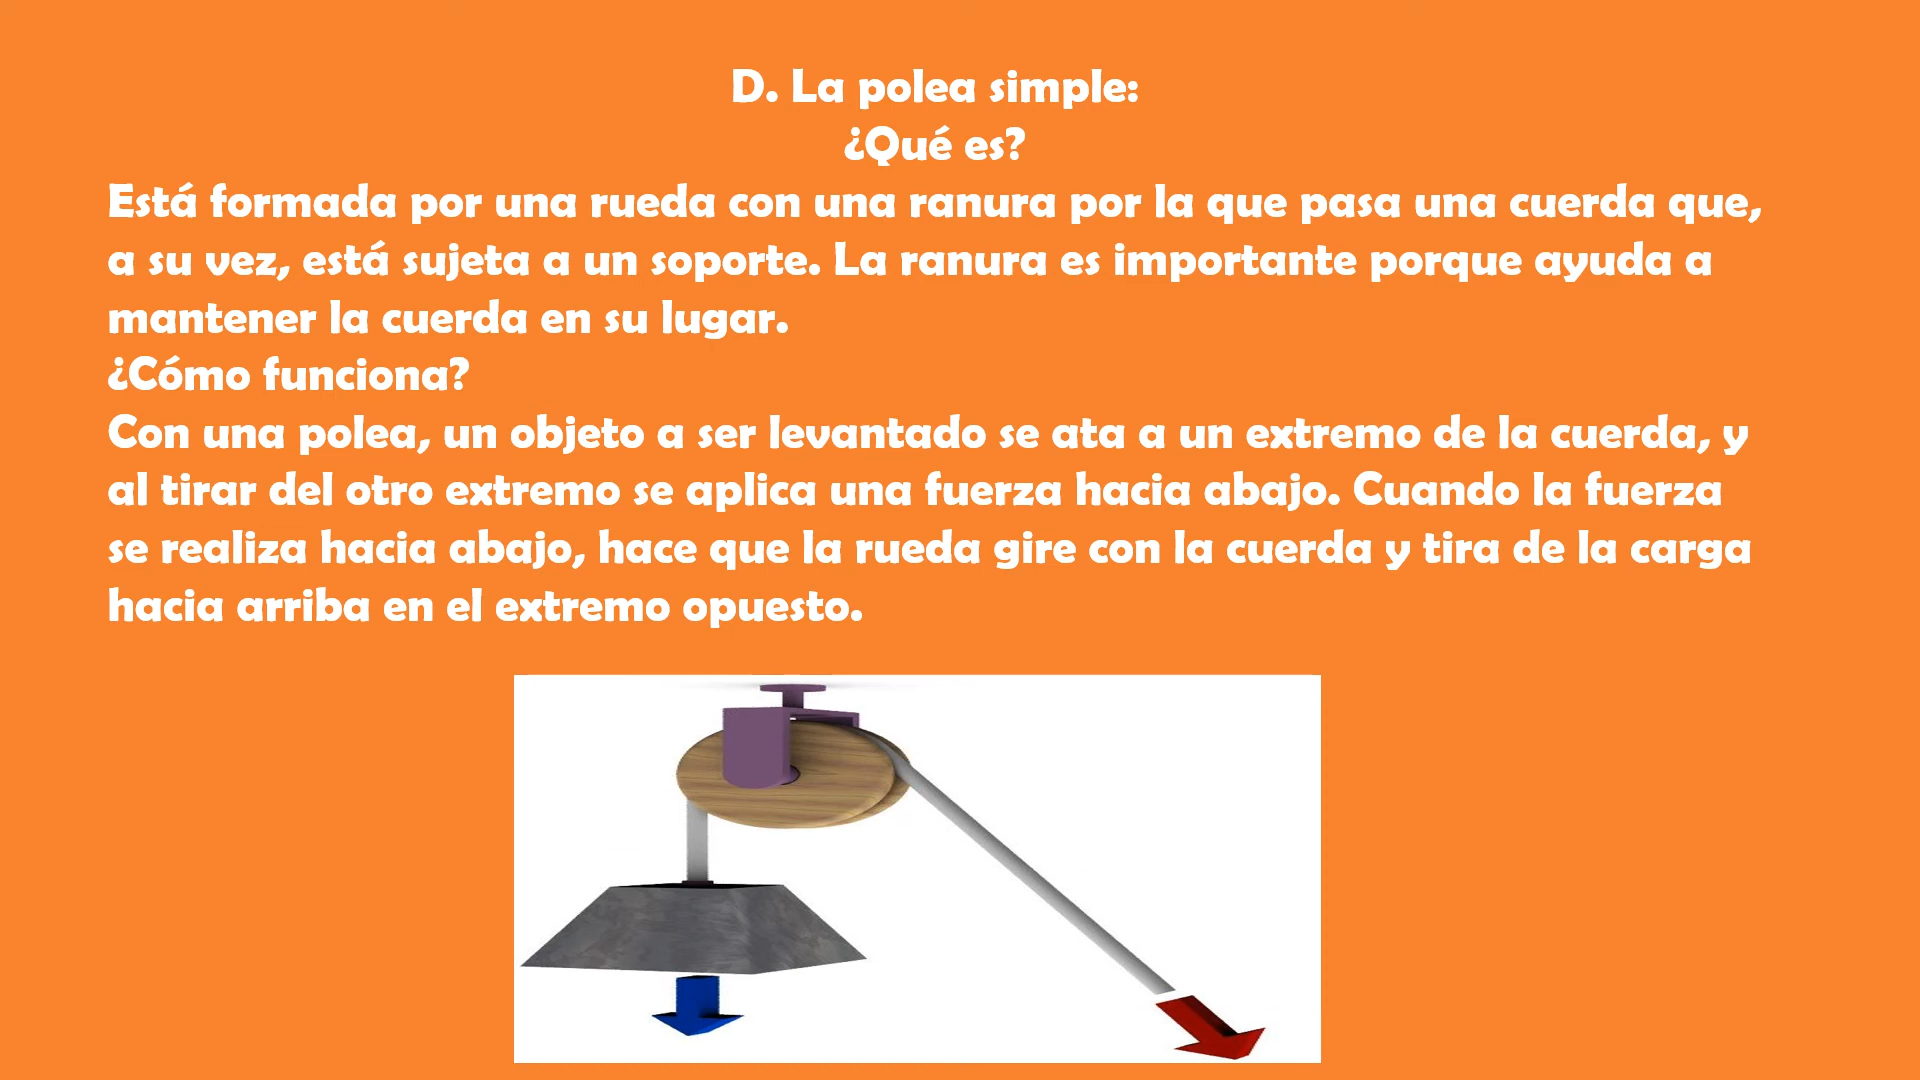 D. La polea simple:
¿Qué es?
Está formada por una rueda con una ranura por la que pasa una cuerda que,
a su vez, está sujeta a un soporte. La ranura es importante porque ayuda a
mantener la cuerda en su lugar.
¿Cómo funciona?
Con una polea, un objeto a ser levantado se ata a un extremo de la cuerda, y
al tirar del otro extremo se aplica una fuerza hacia abajo. Cuando la fuerza
se realiza hacia abajo, hace que la rueda gire con la cuerda y tira de la carga
hacia arriba en el extremo opuesto.